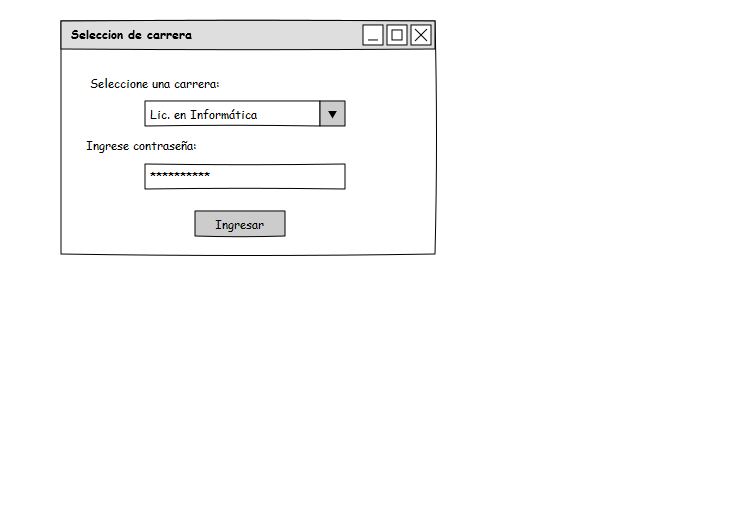 Seleccion de carrera
Seleccione una carrera:
Lic. en Informática
Ingrese contraseña:
**********
Ingresar